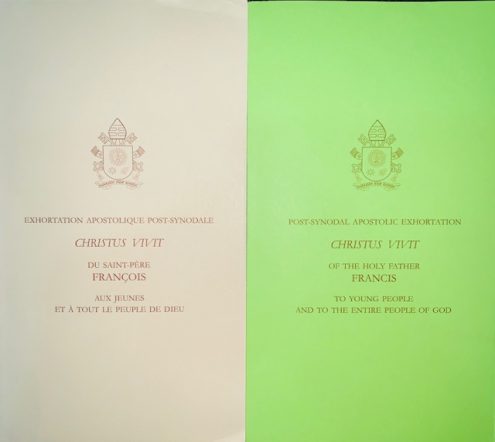 EXHORTATION APOSTOLIQUE POST-SYNODALE
CHRISTUS VIVIT
DU SAINT-PÈRE
FRANÇOIS
AUX JEUNES
ET À TOUT LE PEUPLE DE DIEU
POST-SYNODAL APOSTOLIC EXHORTATION
CHRISTUS VIVIT
OF THE HOLY FATHER
FRANCIS
TO YOUNG PEOPLE
AND TO THE ENTIRE PEOPLE OF GOD